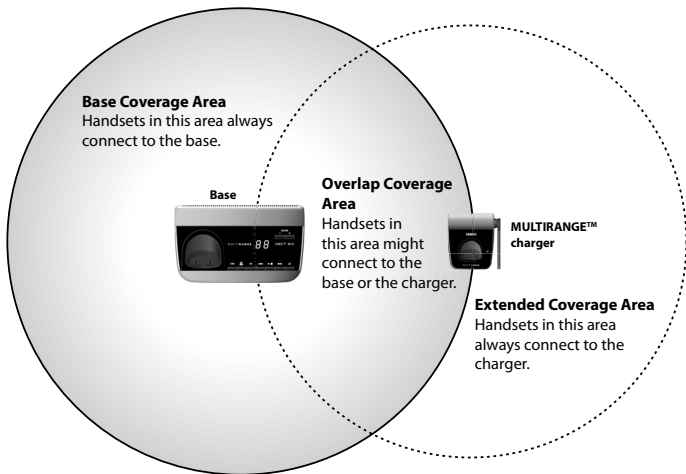 Base Coverage Area
Handsets in this area always
connect to the base.
Base
Overlap Coverage
Area
Handsets in
this area might
connect to the
base or the charger.
MULTIRANGE™
charger
Extended Coverage Area
Handsets in this area
always connect to the
charger.
88